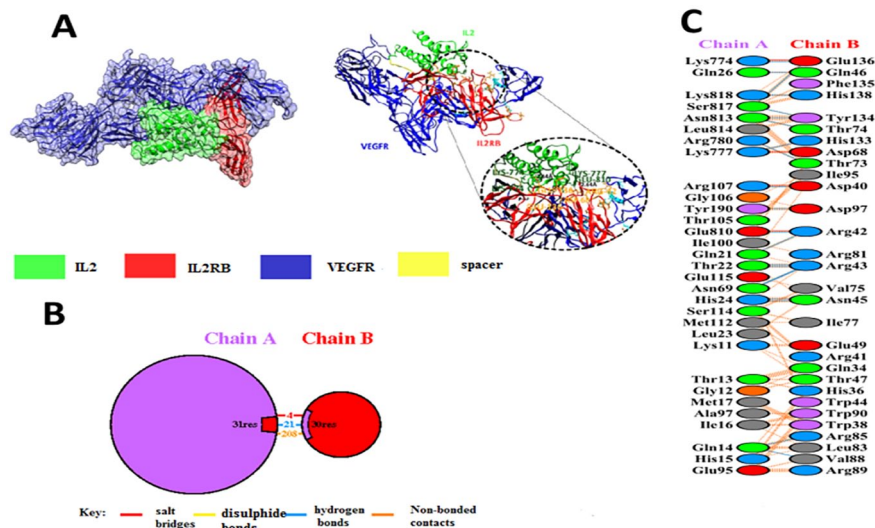 A
IL2
VEGFR
IL2RB
LYS-774
LYS-777
IL2
IL2RB
VEGFR
spacer
B
Chain A
Chain B
31res
4
21
208
30res
Key:
salt bridges
disulphide
hydrogen bonds
Non-bonded contacts
C
Chain A Chain B
Lys774 Glu136
Gln26 Gln46
Phe135
Lys818 His138
Ser817
Asn813 Tyr134
Leu814 Thr74
Arg780 His133
Lys777 Asp68
Thr73
Ile95
Arg107 Asp40
Gly106
Tyr190 Asp97
Thr105
Glu810 Arg42
Ile100
Gln21 Arg81
Thr22 Arg43
Glu115
Asn69 Val75
His24 Asn45
Ser114
Met112 Ile77
Leu23
Lys11 Glu49
Arg41
Gln34
Thr13 Thr47
Gly12 His36
Met17 Trp44
Ala97 Trp90
Ile16 Trp38
Arg85
Gln14 Leu83
His15 Val88
Glu95 Arg89